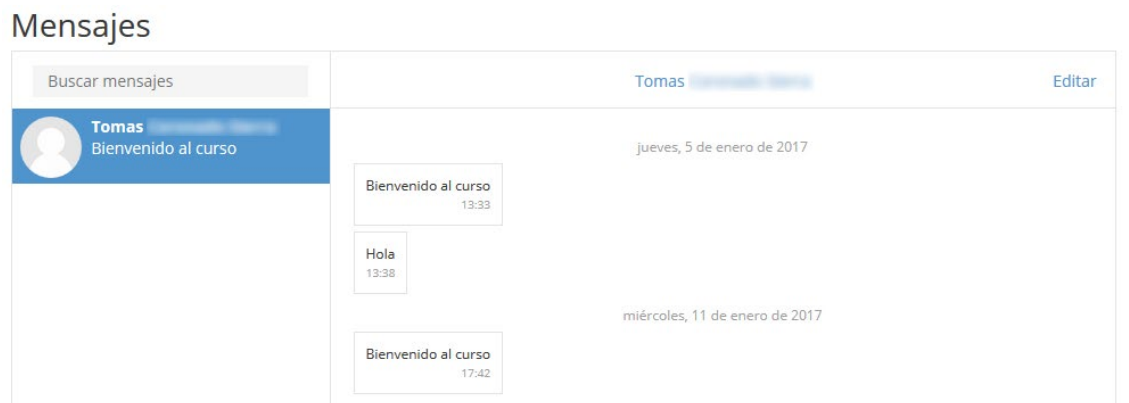 Mensajes
Buscar mensajes
Tomas
Editar
Tomas
Bienvenido al curso
jueves, 5 de enero de 2017
Bienvenido al curso
13:33
Hola
13:38
miércoles, 11 de enero de 2017
Bienvenido al curso
17:42